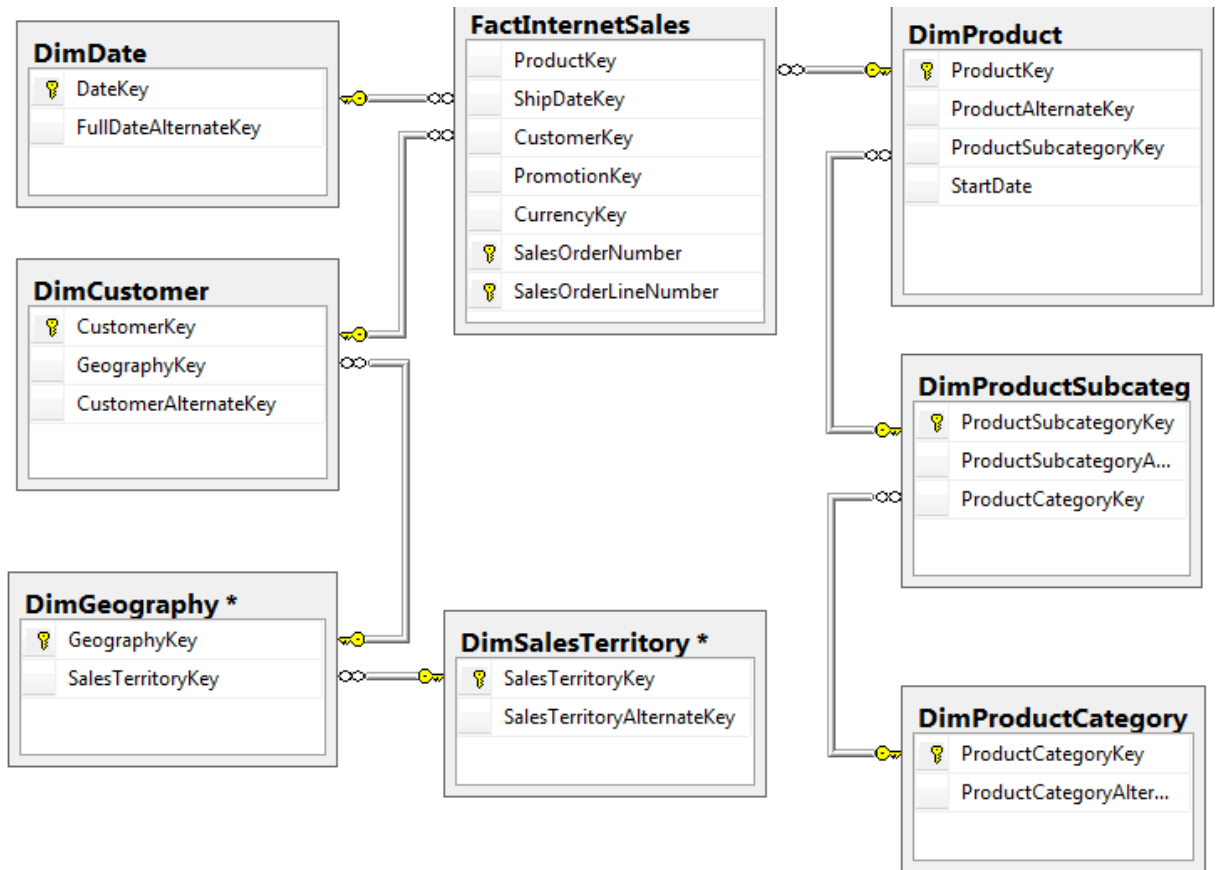 DimDate
DateKey
FullDateAlternateKey
FactInternetSales
ProductKey
ShipDateKey
CustomerKey
PromotionKey
CurrencyKey
SalesOrderNumber
SalesOrderLineNumber
DimProduct
ProductKey
ProductAlternateKey
ProductSubcategoryKey
StartDate
DimCustomer
CustomerKey
GeographyKey
CustomerAlternateKey
DimProductSubcateg
ProductSubcategoryKey
ProductSubcategoryA...
ProductCategoryKey
DimGeography *
GeographyKey
SalesTerritoryKey
DimSalesTerritory *
SalesTerritoryKey
SalesTerritoryAlternateKey
DimProductCategory
ProductCategoryKey
ProductCategoryAlter...